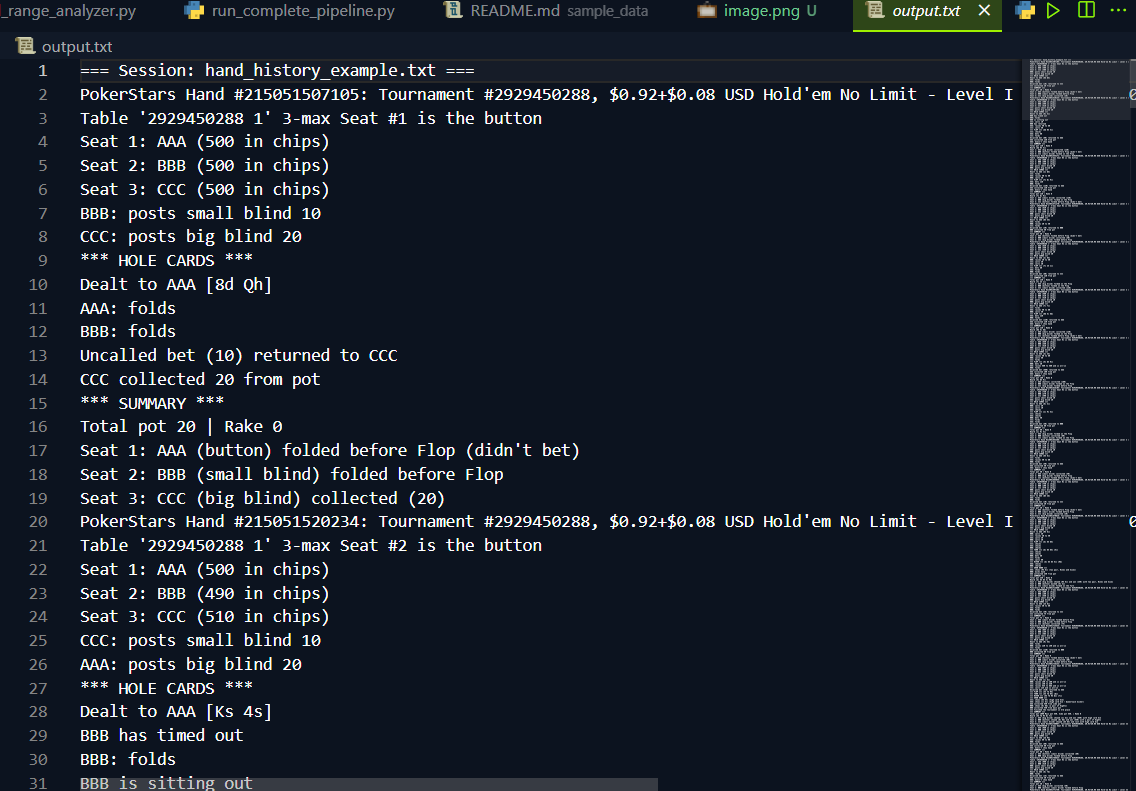 _range_analyzer.py run_complete_pipeline.py README.md sample_data image.png U output.txt
output.txt
1 === Session: hand_history_example.txt ===
2 PokerStars Hand #215051507105: Tournament #2929450288, $0.92+$0.08 USD Hold'em No Limit - Level I
3 Table '2929450288 1' 3-max Seat #1 is the button
4 Seat 1: AAA (500 in chips)
5 Seat 2: BBB (500 in chips)
6 Seat 3: CCC (500 in chips)
7 BBB: posts small blind 10
8 CCC: posts big blind 20
9 *** HOLE CARDS ***
10 Dealt to AAA [8d Qh]
11 AAA: folds
12 BBB: folds
13 Uncalled bet (10) returned to CCC
14 CCC collected 20 from pot
15 *** SUMMARY ***
16 Total pot 20 | Rake 0
17 Seat 1: AAA (button) folded before Flop (didn't bet)
18 Seat 2: BBB (small blind) folded before Flop
19 Seat 3: CCC (big blind) collected (20)
20 PokerStars Hand #215051520234: Tournament #2929450288, $0.92+$0.08 USD Hold'em No Limit - Level I
21 Table '2929450288 1' 3-max Seat #2 is the button
22 Seat 1: AAA (500 in chips)
23 Seat 2: BBB (490 in chips)
24 Seat 3: CCC (510 in chips)
25 CCC: posts small blind 10
26 AAA: posts big blind 20
27 *** HOLE CARDS ***
28 Dealt to AAA [Ks 4s]
29 BBB has timed out
30 BBB: folds
31 BBB is sitting out